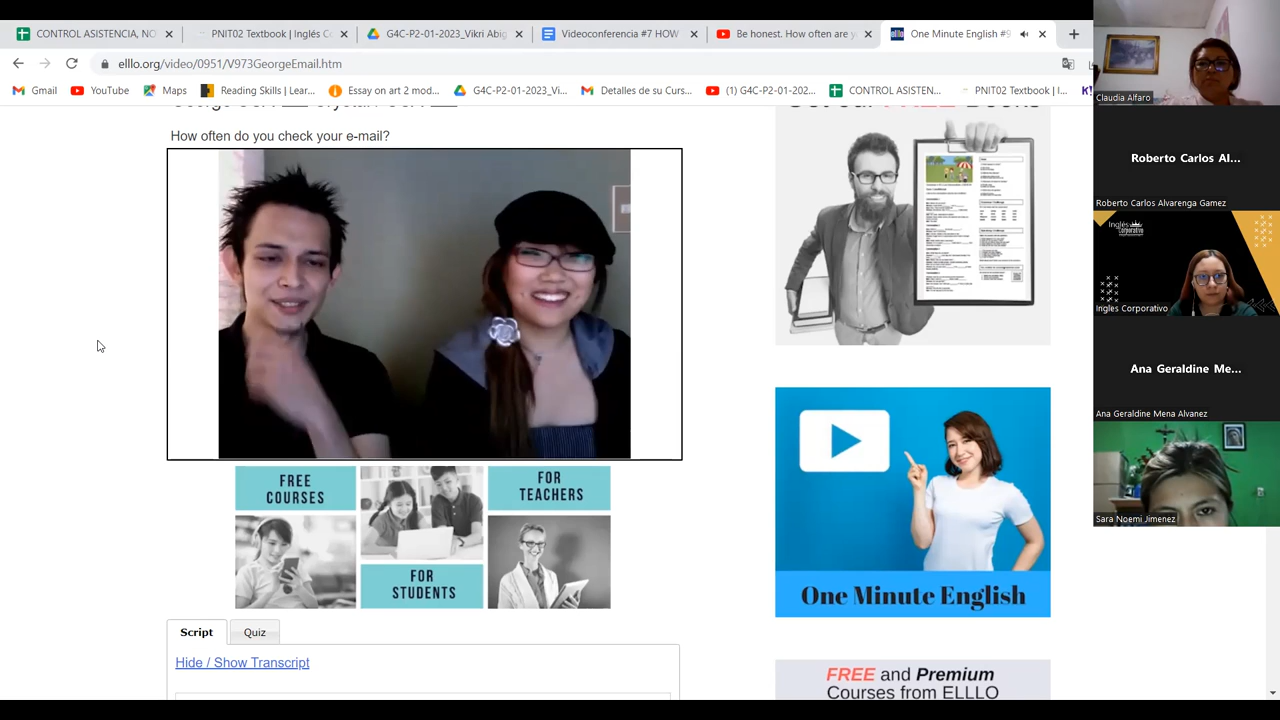 CONTROL ASISTENCIA, NO
PNIT02 Textbook | Inglés C
G4C-P2-01-2023_Vikri Abig
Videoconferencia #7 HOW
Be honest. How often are y
One Minute English #9
elllo.org/video/0951/V973GeorgeEmail.htm
Gmail
YouTube
Maps
Reading Skills | Lear...
Essay on art 2 mod...
G4C-P2-01-2023_Vi...
Detalles de su Curs...
(1) G4C-P2-01-202...
CONTROL ASISTEN...
PNIT02 Textbook | In...
How often do you check your e-mail?
FREE
COURSES
FOR
TEACHERS
FOR
STUDENTS
One Minute English
Script
Quiz
Hide / Show Transcript
FREE and Premium
Courses from ELLLO
Claudia Alfaro
Roberto Carlos Al...
Roberto Carlos Alvarenga Gamez
Inglés
Corporativo
Ingles Corporativo
Ana Geraldine Me...
Ana Geraldine Mena Alvanez
Sara Noemi Jimenez